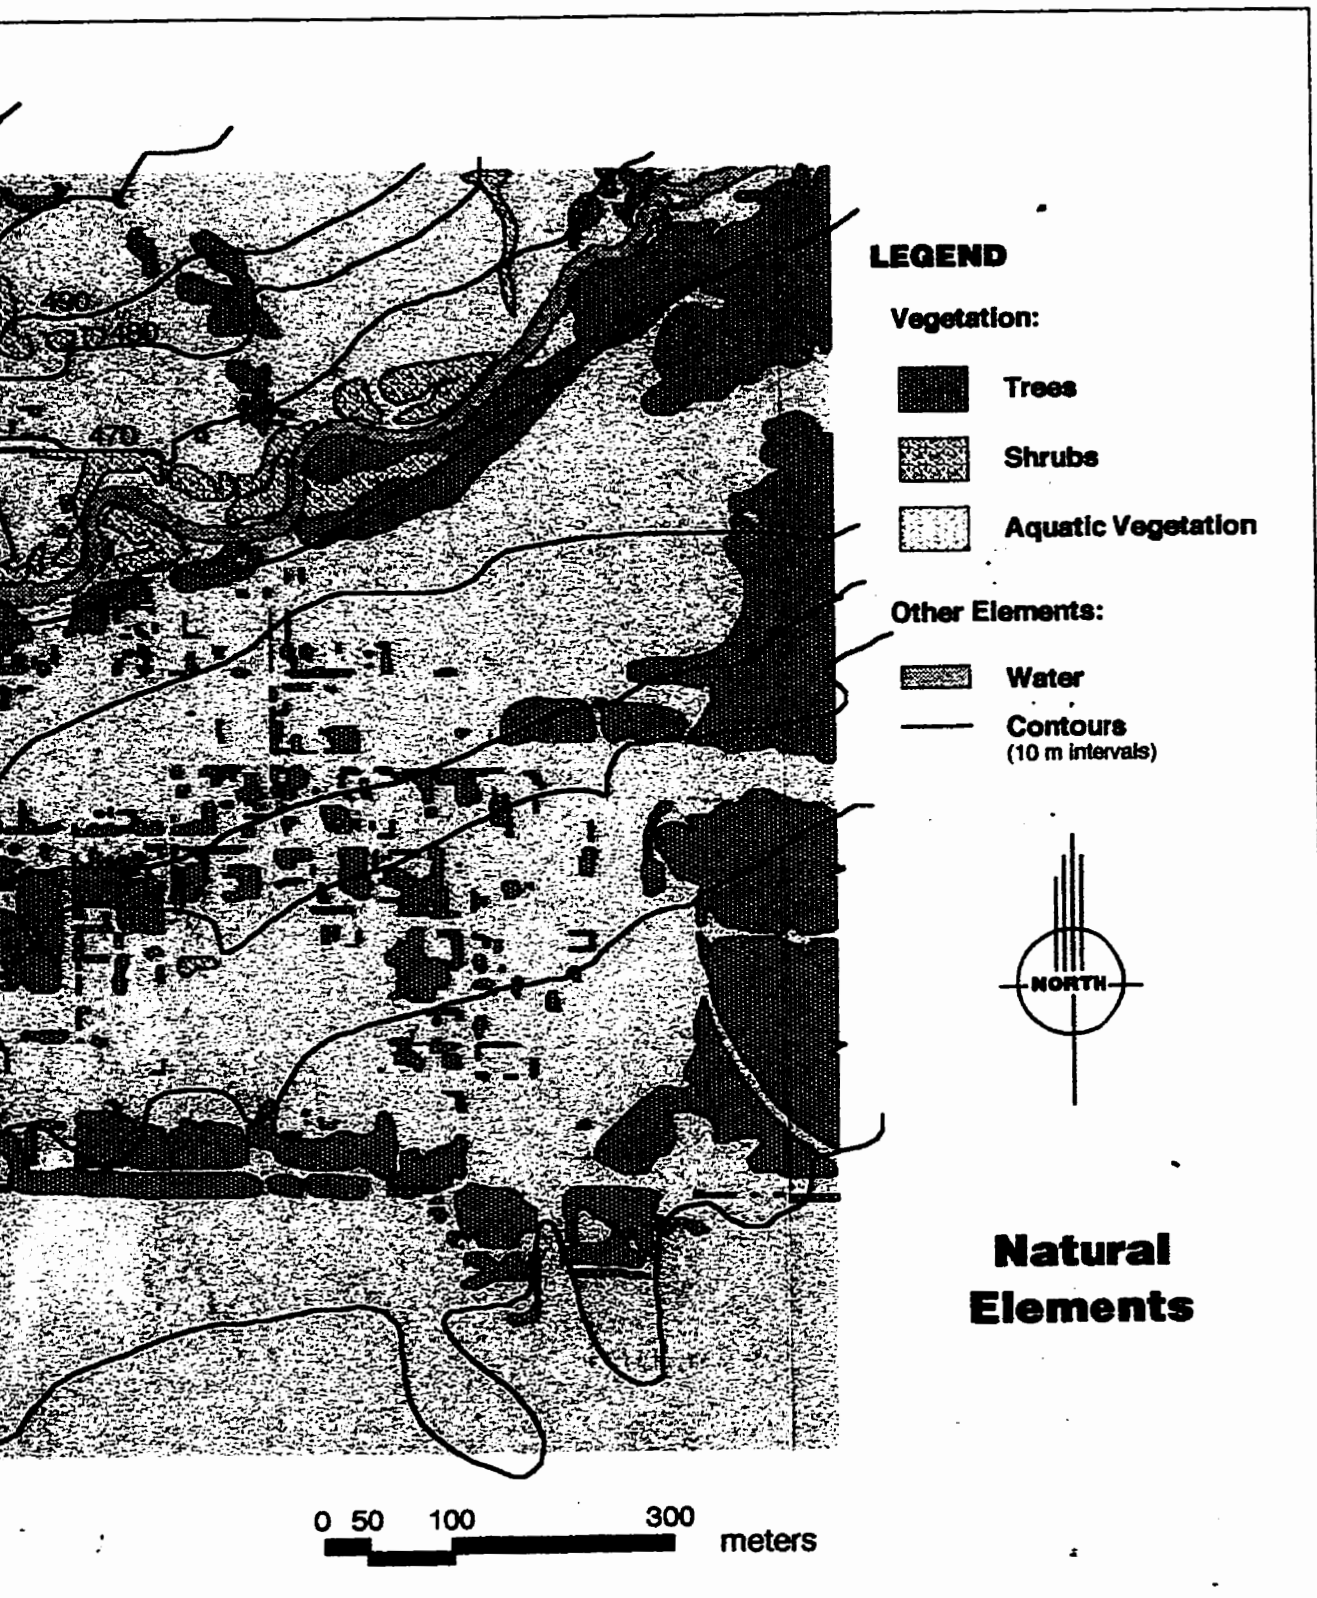 490
480
470
LEGEND
Vegetation:
Trees
Shrubs
Aquatic Vegetation
Other Elements:
Water
Contours
(10 m intervals)
NORTH
Natural
Elements
0 50 100 300
meters